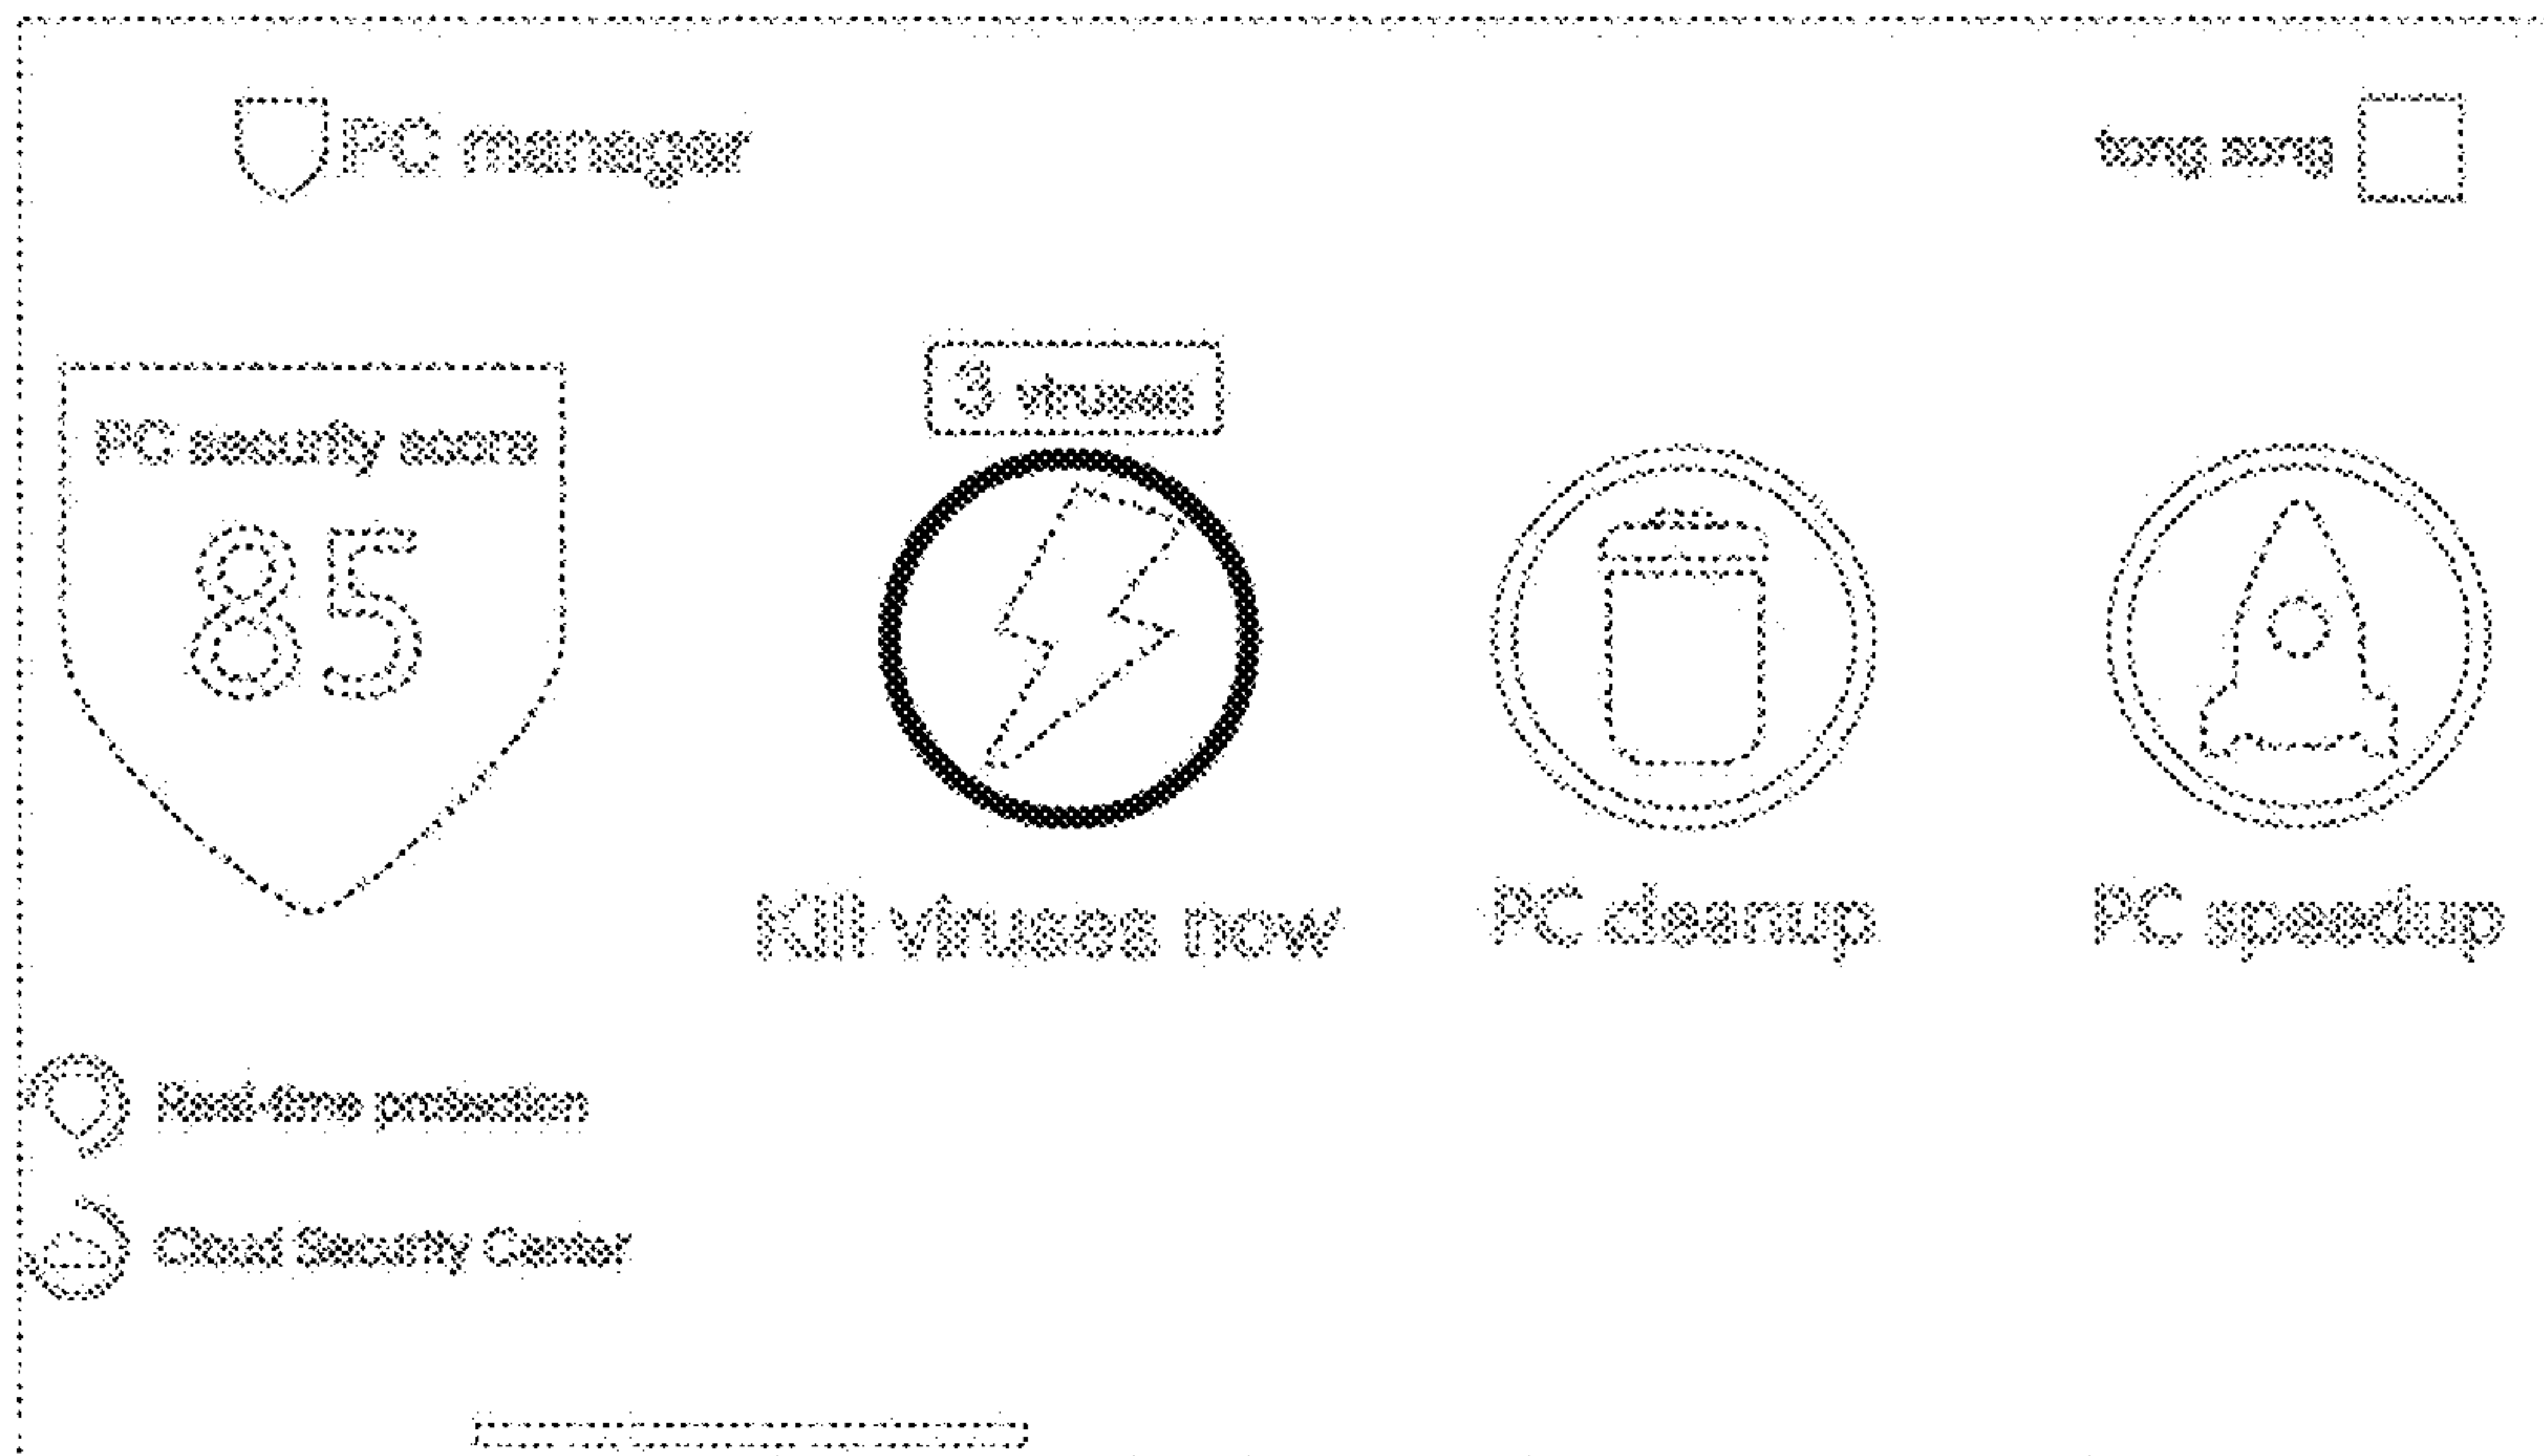 PC manager
tong song
3 viruses
PC security score
85
Kill viruses now
PC cleanup
PC speedup
Real-time protection
Cloud Security Center